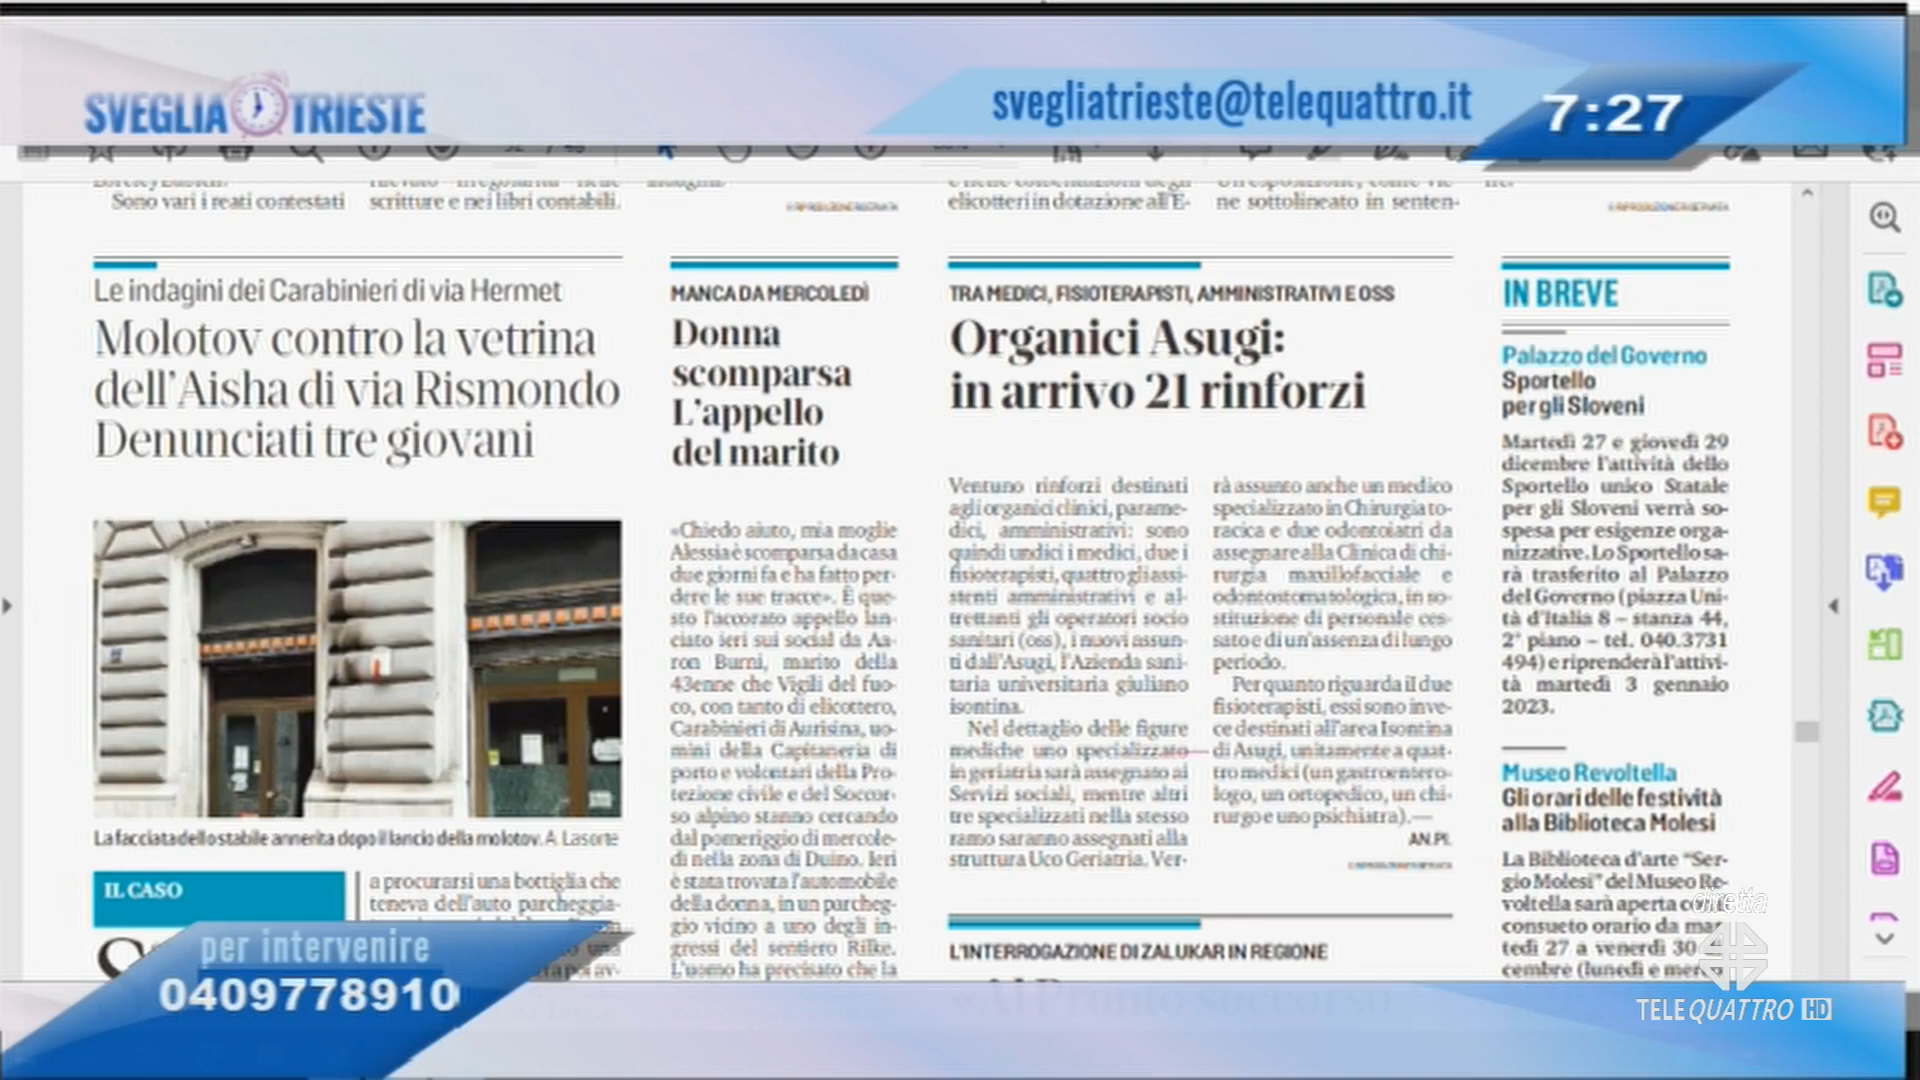 SVEGLIA TRIESTE
svegliatrieste@telequattro.it
7:27
Sono vari i reati contestati
scritture e nei libri contabili.
elicotteri in dotazione all'E-
ne sottolineato in senten-
Le indagini dei Carabinieri di via Hermet
Molotov contro la vetrina
dell'Aisha di via Rismondo
Denunciati tre giovani
La facciata dello stabile annerita dopo il lancio della molotov. A. Lasorte
IL CASO
a procurarsi una bottiglia che
teneva dell'auto parcheggia-
MANCA DA MERCOLEDÌ
Donna
scomparsa
L'appello
del marito
«Chiedo aiuto, mia moglie
Alessia è scomparsa da casa
due giorni fa e ha fatto per-
dere le sue tracce». È que-
sto l'accorato appello lan-
ciato ieri sui social da Aa-
ron Burni, marito della
43enne che Vigili del fuo-
co, con tanto di elicottero,
Carabinieri di Aurisina, uo-
mini della Capitaneria di
porto e volontari della Pro-
tezione civile e del Soccor-
so alpino stanno cercando
dal pomeriggio di mercole-
dì nella zona di Duino. Ieri
è stata trovata l'automobile
della donna, in un parcheg-
gio vicino a uno degli in-
gressi del sentiero Rilke.
L'uomo ha precisato che la
TRA MEDICI, FISIOTERAPISTI, AMMINISTRATIVI E OSS
Organici Asugi:
in arrivo 21 rinforzi
Ventuno rinforzi destinati
agli organici clinici, parame-
dici, amministrativi: sono
quindi undici i medici, due i
fisioterapisti, quattro gli assi-
stenti amministrativi e al-
trettanti gli operatori socio
sanitari (oss), i nuovi assun-
ti dall'Asugi, l'Azienda sani-
taria universitaria giuliano
isontina.
Nel dettaglio delle figure
mediche uno specializzato
in geriatria sarà assegnato ai
Servizi sociali, mentre altri
tre specializzati nella stesso
ramo saranno assegnati alla
struttura Uco Geriatria. Ver-
rà assunto anche un medico
specializzato in Chirurgia to-
racica e due odontoiatri da
assegnare alla Clinica di chi-
rurgia maxillofacciale e
odontostomatologica, in so-
stituzione di personale ces-
sato e di un'assenza di lungo
periodo.
Per quanto riguarda il due
fisioterapisti, essi sono inve-
ce destinati all'area Isontina
di Asugi, unitamente a quat-
tro medici (un gastroentero-
logo, un ortopedico, un chi-
rurgo e uno psichiatra).—
AN.PI.
L'INTERROGAZIONE DI ZALUKAR IN REGIONE
IN BREVE
Palazzo del Governo
Sportello
per gli Sloveni
Martedì 27 e giovedì 29
dicembre l'attività dello
Sportello unico Statale
per gli Sloveni verrà so-
spesa per esigenze orga-
nizzative. Lo Sportello sa-
rà trasferito al Palazzo
del Governo (piazza Uni-
tà d'Italia 8 – stanza 44,
2° piano – tel. 040.3731
494) e riprenderà l'attivi-
tà martedì 3 gennaio
2023.
Museo Revoltella
Gli orari delle festività
alla Biblioteca Molesi
La Biblioteca d'arte “Ser-
gio Molesi” del Museo Re-
voltella sarà aperta con
consueto orario da mar-
tedì 27 a venerdì 30
cembre (lunedì e
per intervenire
0409778910
diretta
TELEQUATTRO HD